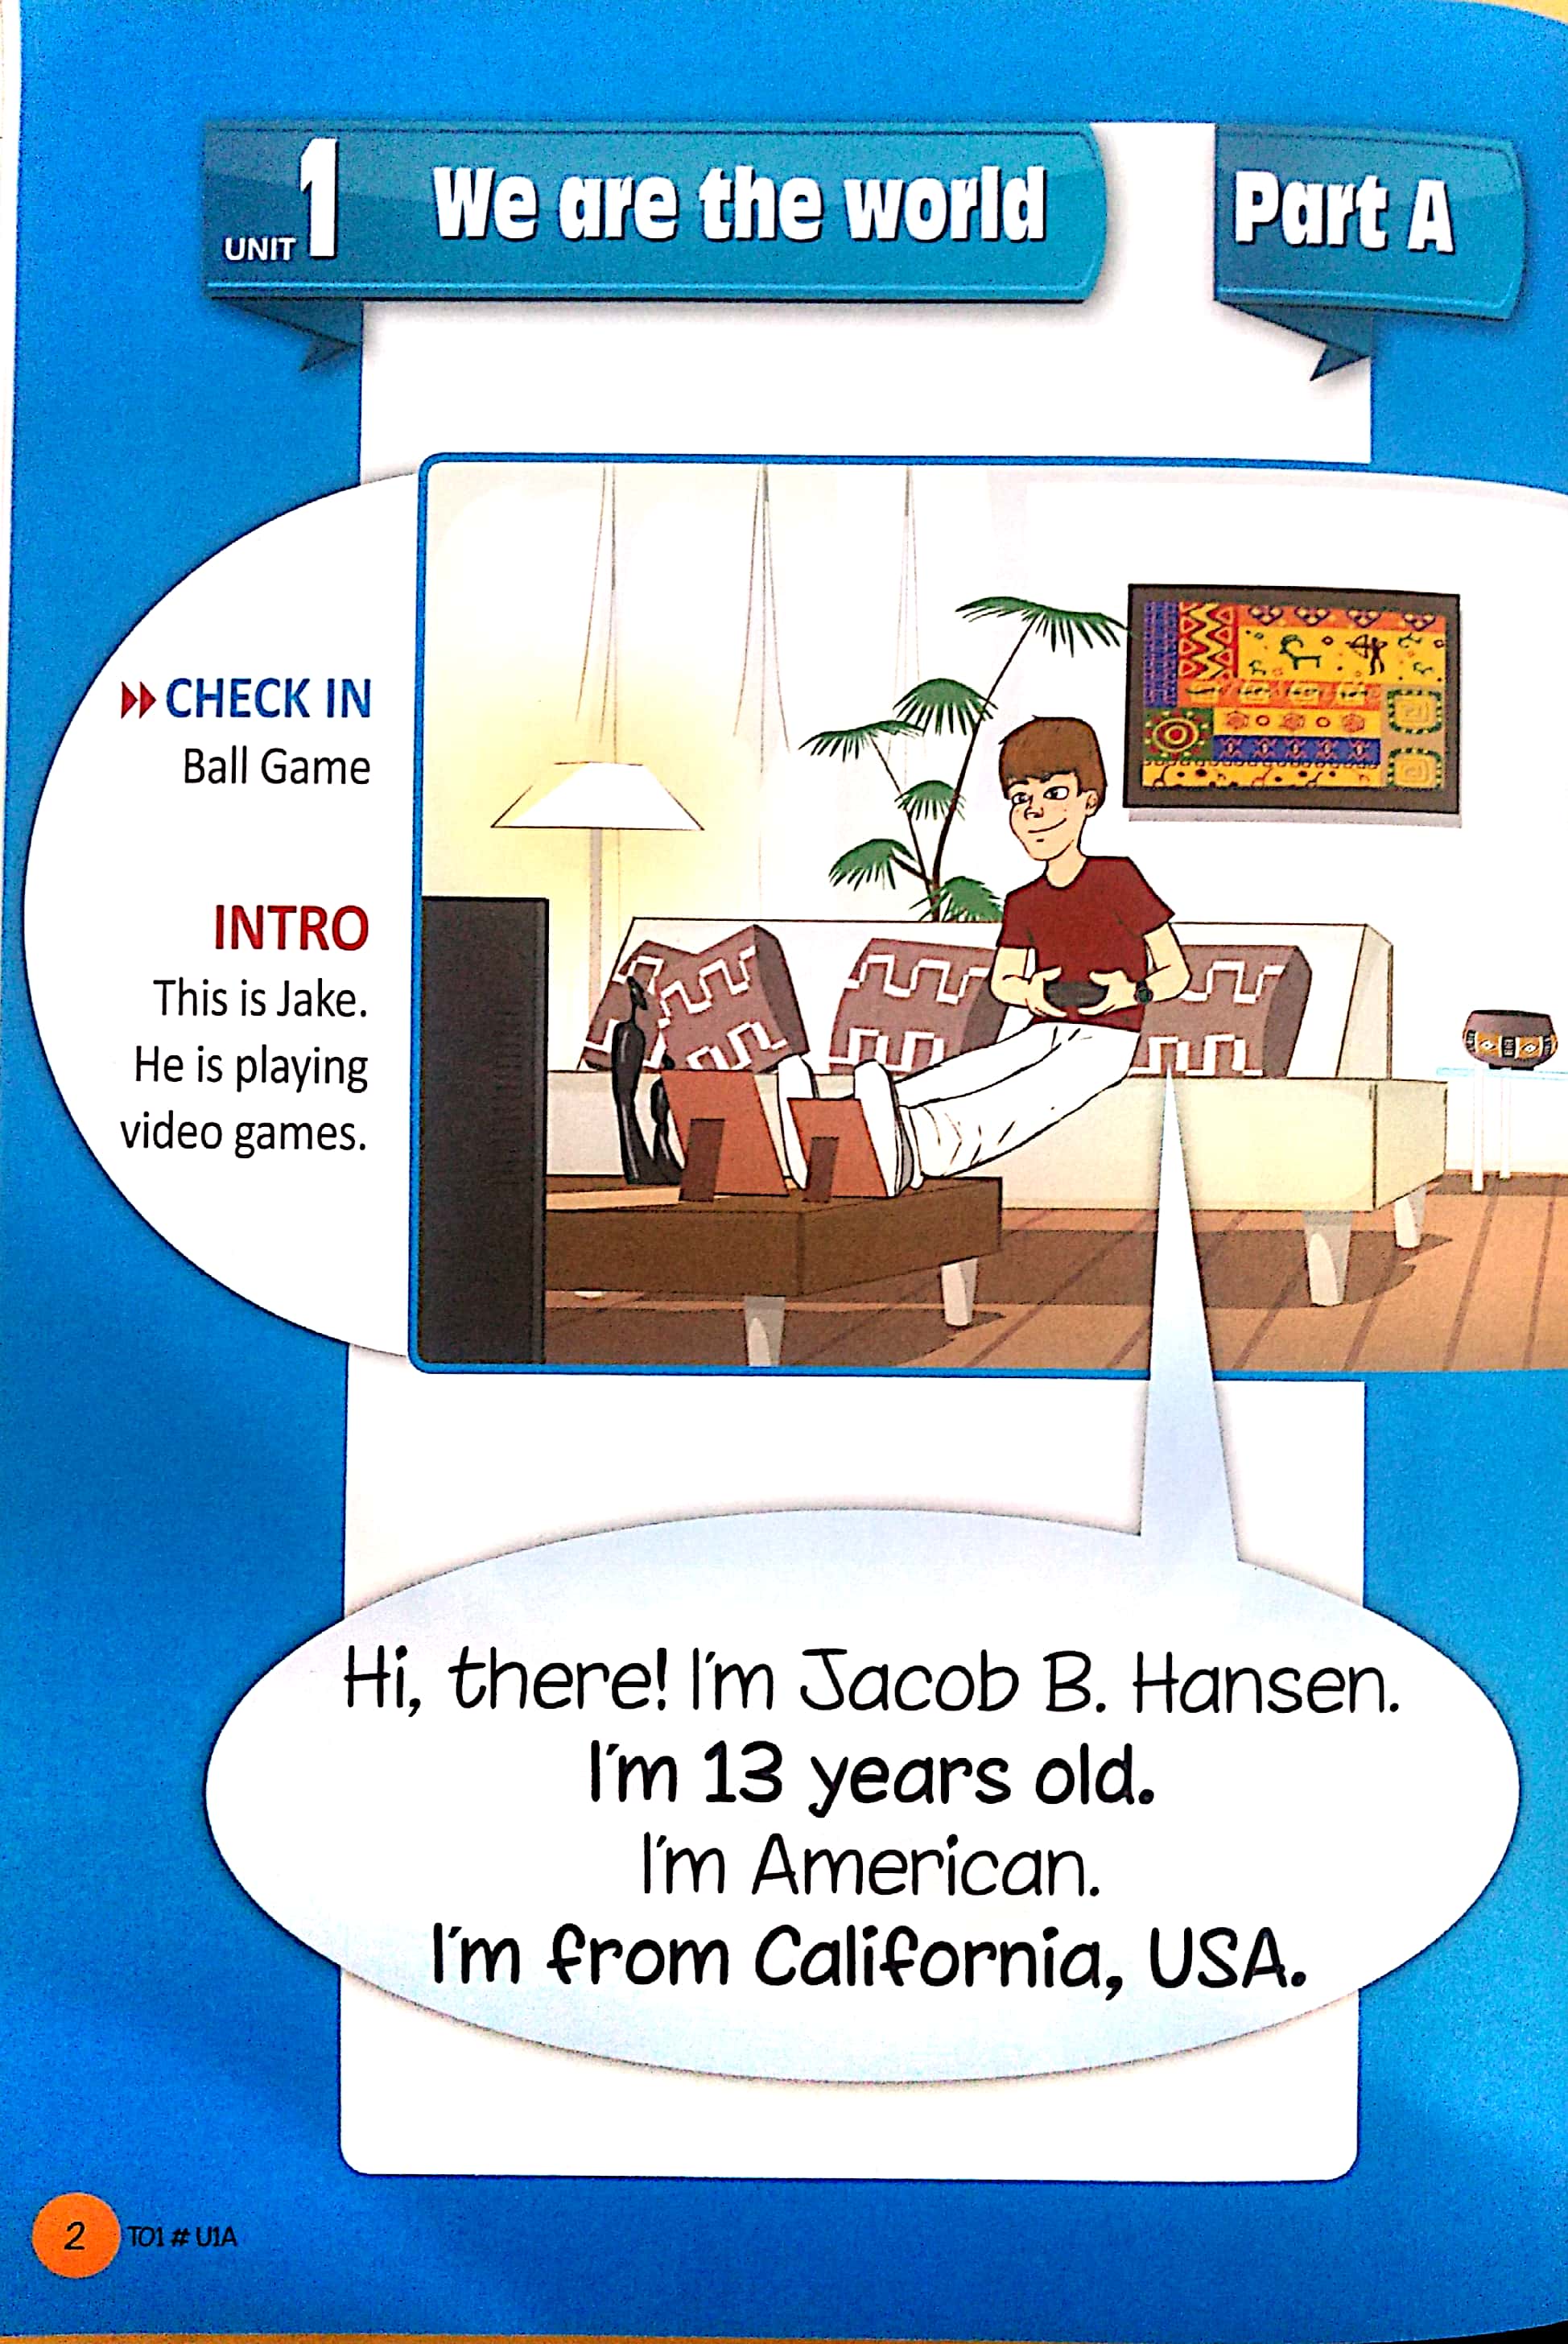 UNIT 1 We are the world
Part A
CHECK IN
Ball Game
INTRO
This is Jake.
He is playing
video games.
Hi, there! I'm Jacob B. Hansen.
I'm 13 years old.
I'm American.
I'm from California, USA.
2 TO1 # U1A